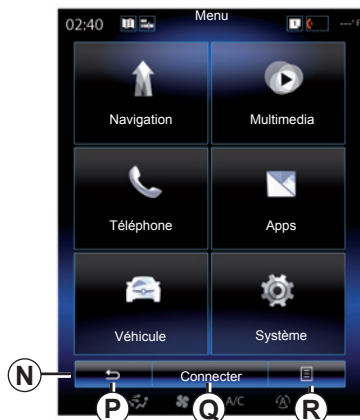 02:40 Menu ---°F
Navigation Multimedia
Téléphone Apps
Véhicule Système
N Connecter
P Q A/C R